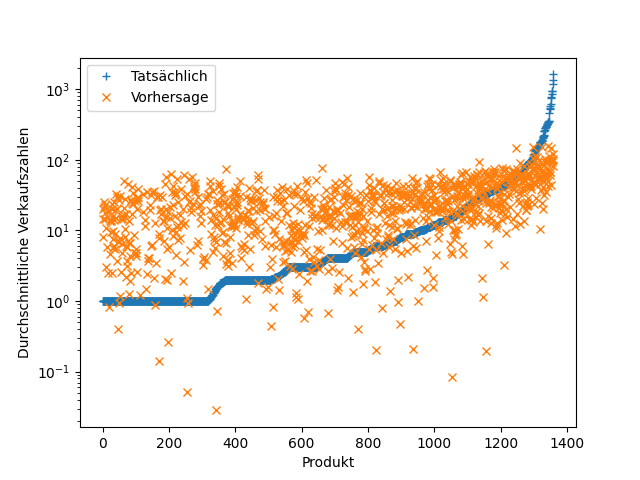 Tatsächlich
Vorhersage
Durchschnittliche Verkaufszahlen
10³
10²
10¹
10⁰
10⁻¹
0 200 400 600 800 1000 1200 1400
Produkt